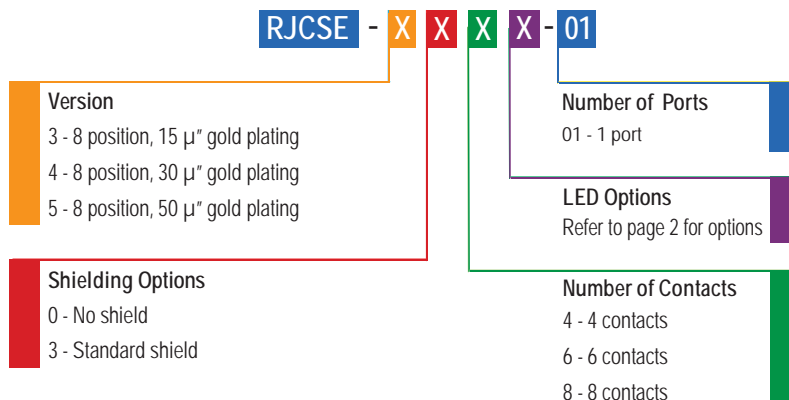 RJCSE - X X X X - 01
Version
3 - 8 position, 15 µ" gold plating
4 - 8 position, 30 µ" gold plating
5 - 8 position, 50 µ" gold plating
Shielding Options
0 - No shield
3 - Standard shield
Number of Ports
01 - 1 port
LED Options
Refer to page 2 for options
Number of Contacts
4 - 4 contacts
6 - 6 contacts
8 - 8 contacts